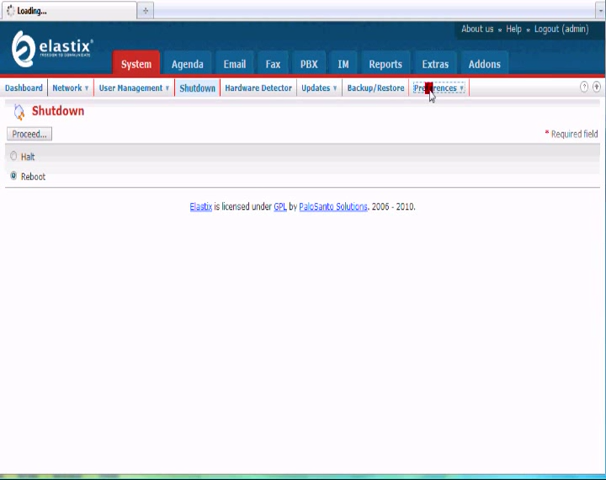 Loading...
About us Help Logout (admin)
elastix
System Agenda Email Fax PBX IM Reports Extras Addons
Dashboard Network User Management Shutdown Hardware Detector Updates Backup/Restore Preferences
Shutdown
Proceed... * Required field
Halt
Reboot
Elastix is licensed under GPL by PaloSanto Solutions. 2006 - 2010.